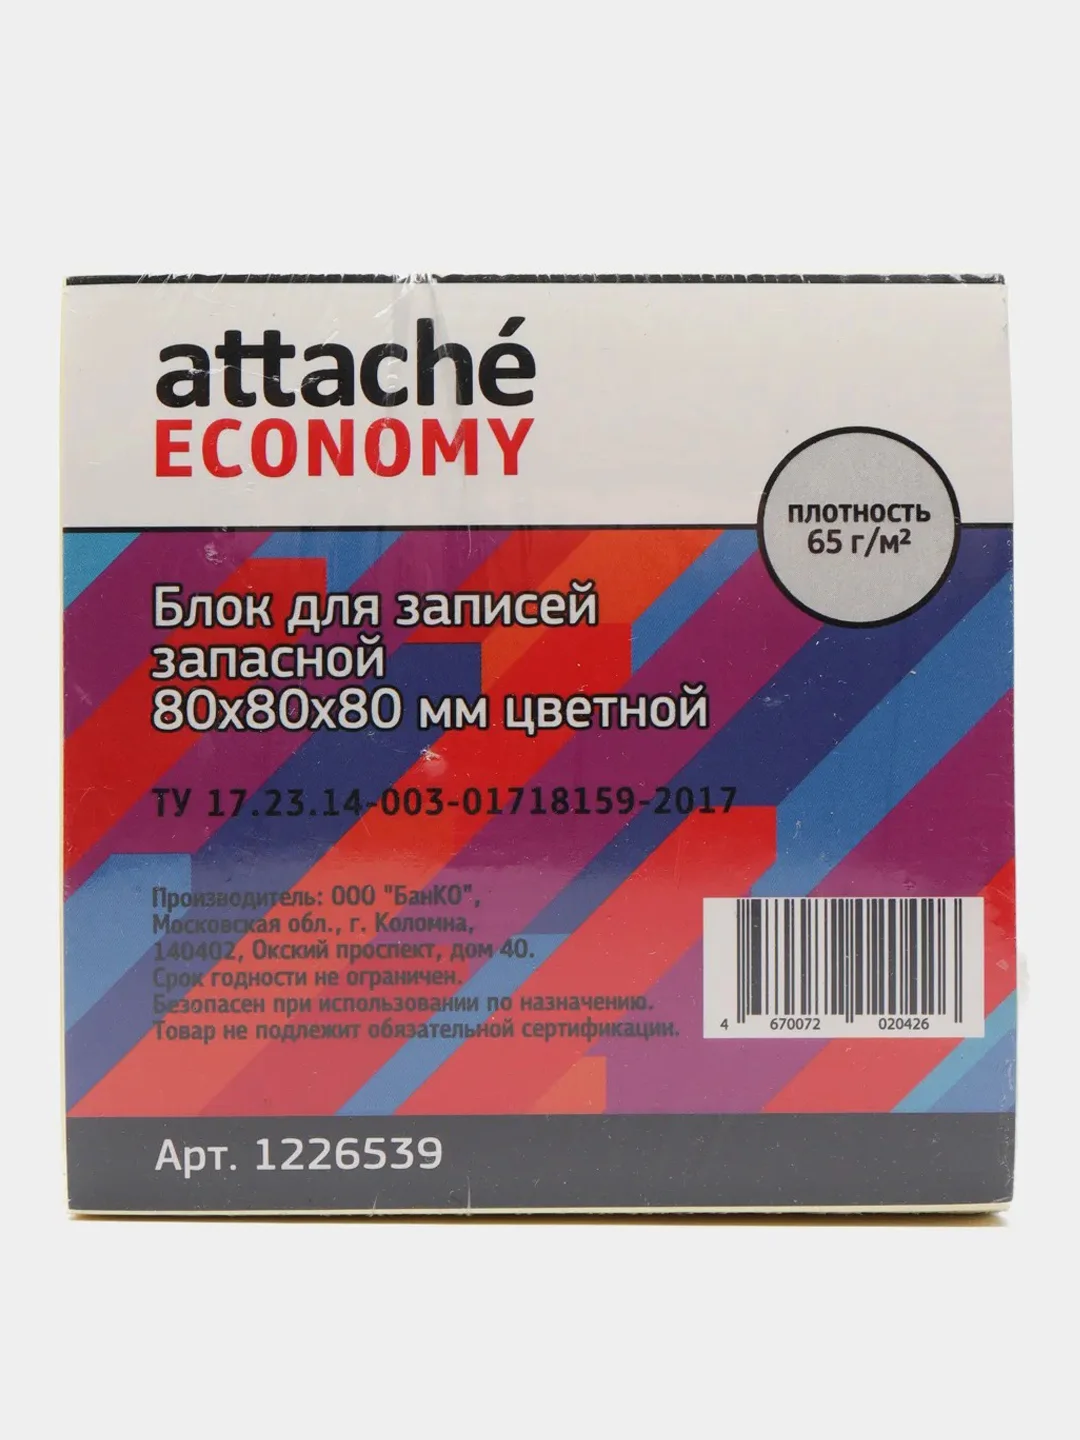 attaché
ECONOMY
ПЛОТНОСТЬ
65 г/м²
Блок для записей
запасной
80х80х80 мм цветной
ТУ 17.23.14-003-01718159-2017
Производитель: ООО "БанКО",
Московская обл., г. Коломна,
140402, Окский проспект, дом 40.
Срок годности не ограничен.
Безопасен при использовании по назначению.
Товар не подлежит обязательной сертификации.
4 670072 020426
Арт. 1226539